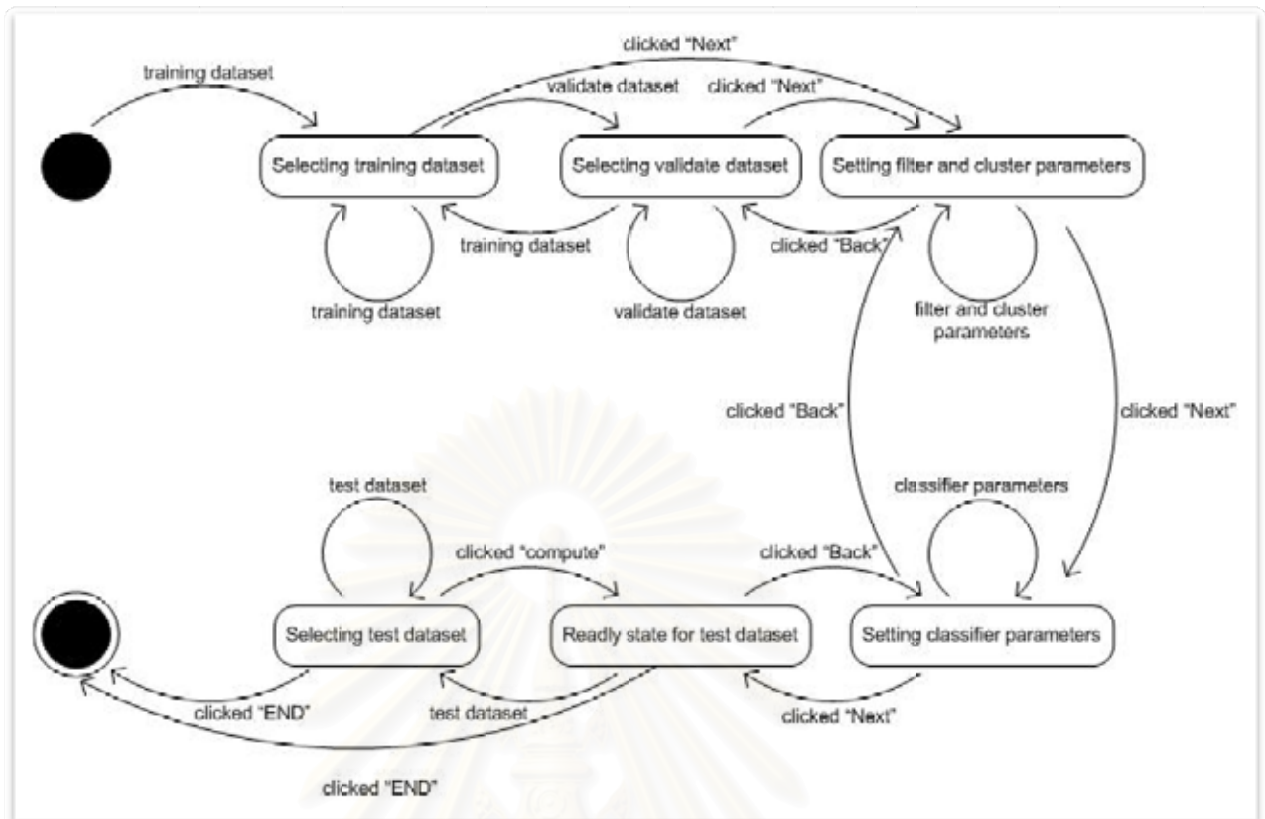 clicked “Next”
training dataset
validate dataset
clicked “Next”
Selecting training dataset
Selecting validate dataset
Setting filter and cluster parameters
training dataset
clicked “Back”
training dataset
validate dataset
filter and cluster
parameters
clicked “Back”
clicked “Next”
test dataset
classifier parameters
clicked “compute”
clicked “Back”
Selecting test dataset
Readly state for test dataset
Setting classifier parameters
clicked “END”
test dataset
clicked “Next”
clicked “END”